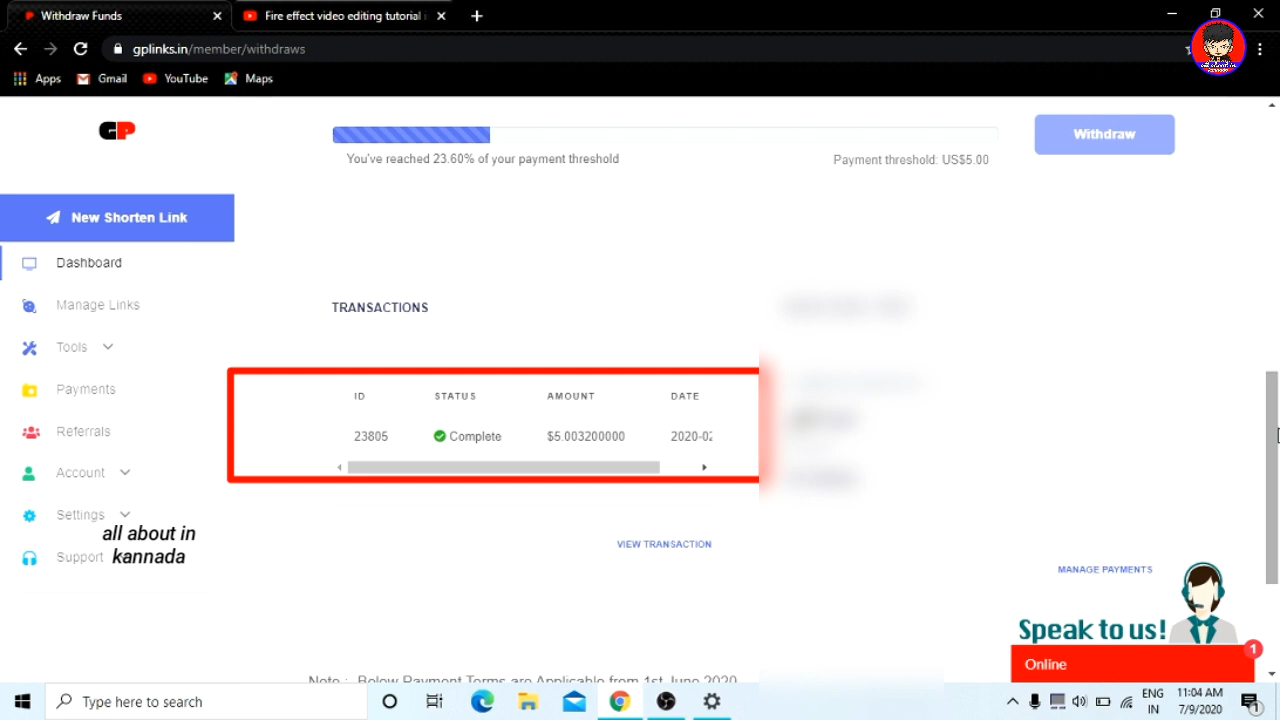 Withdraw Funds
Fire effect video editing tutorial i
gplinks.in/member/withdraws
Apps Gmail YouTube Maps
GP
You've reached 23.60% of your payment threshold
Payment threshold: US$5.00
Withdraw
New Shorten Link
Dashboard
Manage Links
Tools
Payments
Referrals
Account
Settings
Support
all about in
kannada
TRANSACTIONS
ID STATUS AMOUNT DATE
23805 Complete $5.003200000 2020-02
VIEW TRANSACTION
MANAGE PAYMENTS
Speak to us!
Online
1
Note : Below Payment Terms are Applicable from 1st June 2020
Type here to search
ENG
IN
11:04 AM
7/9/2020
1